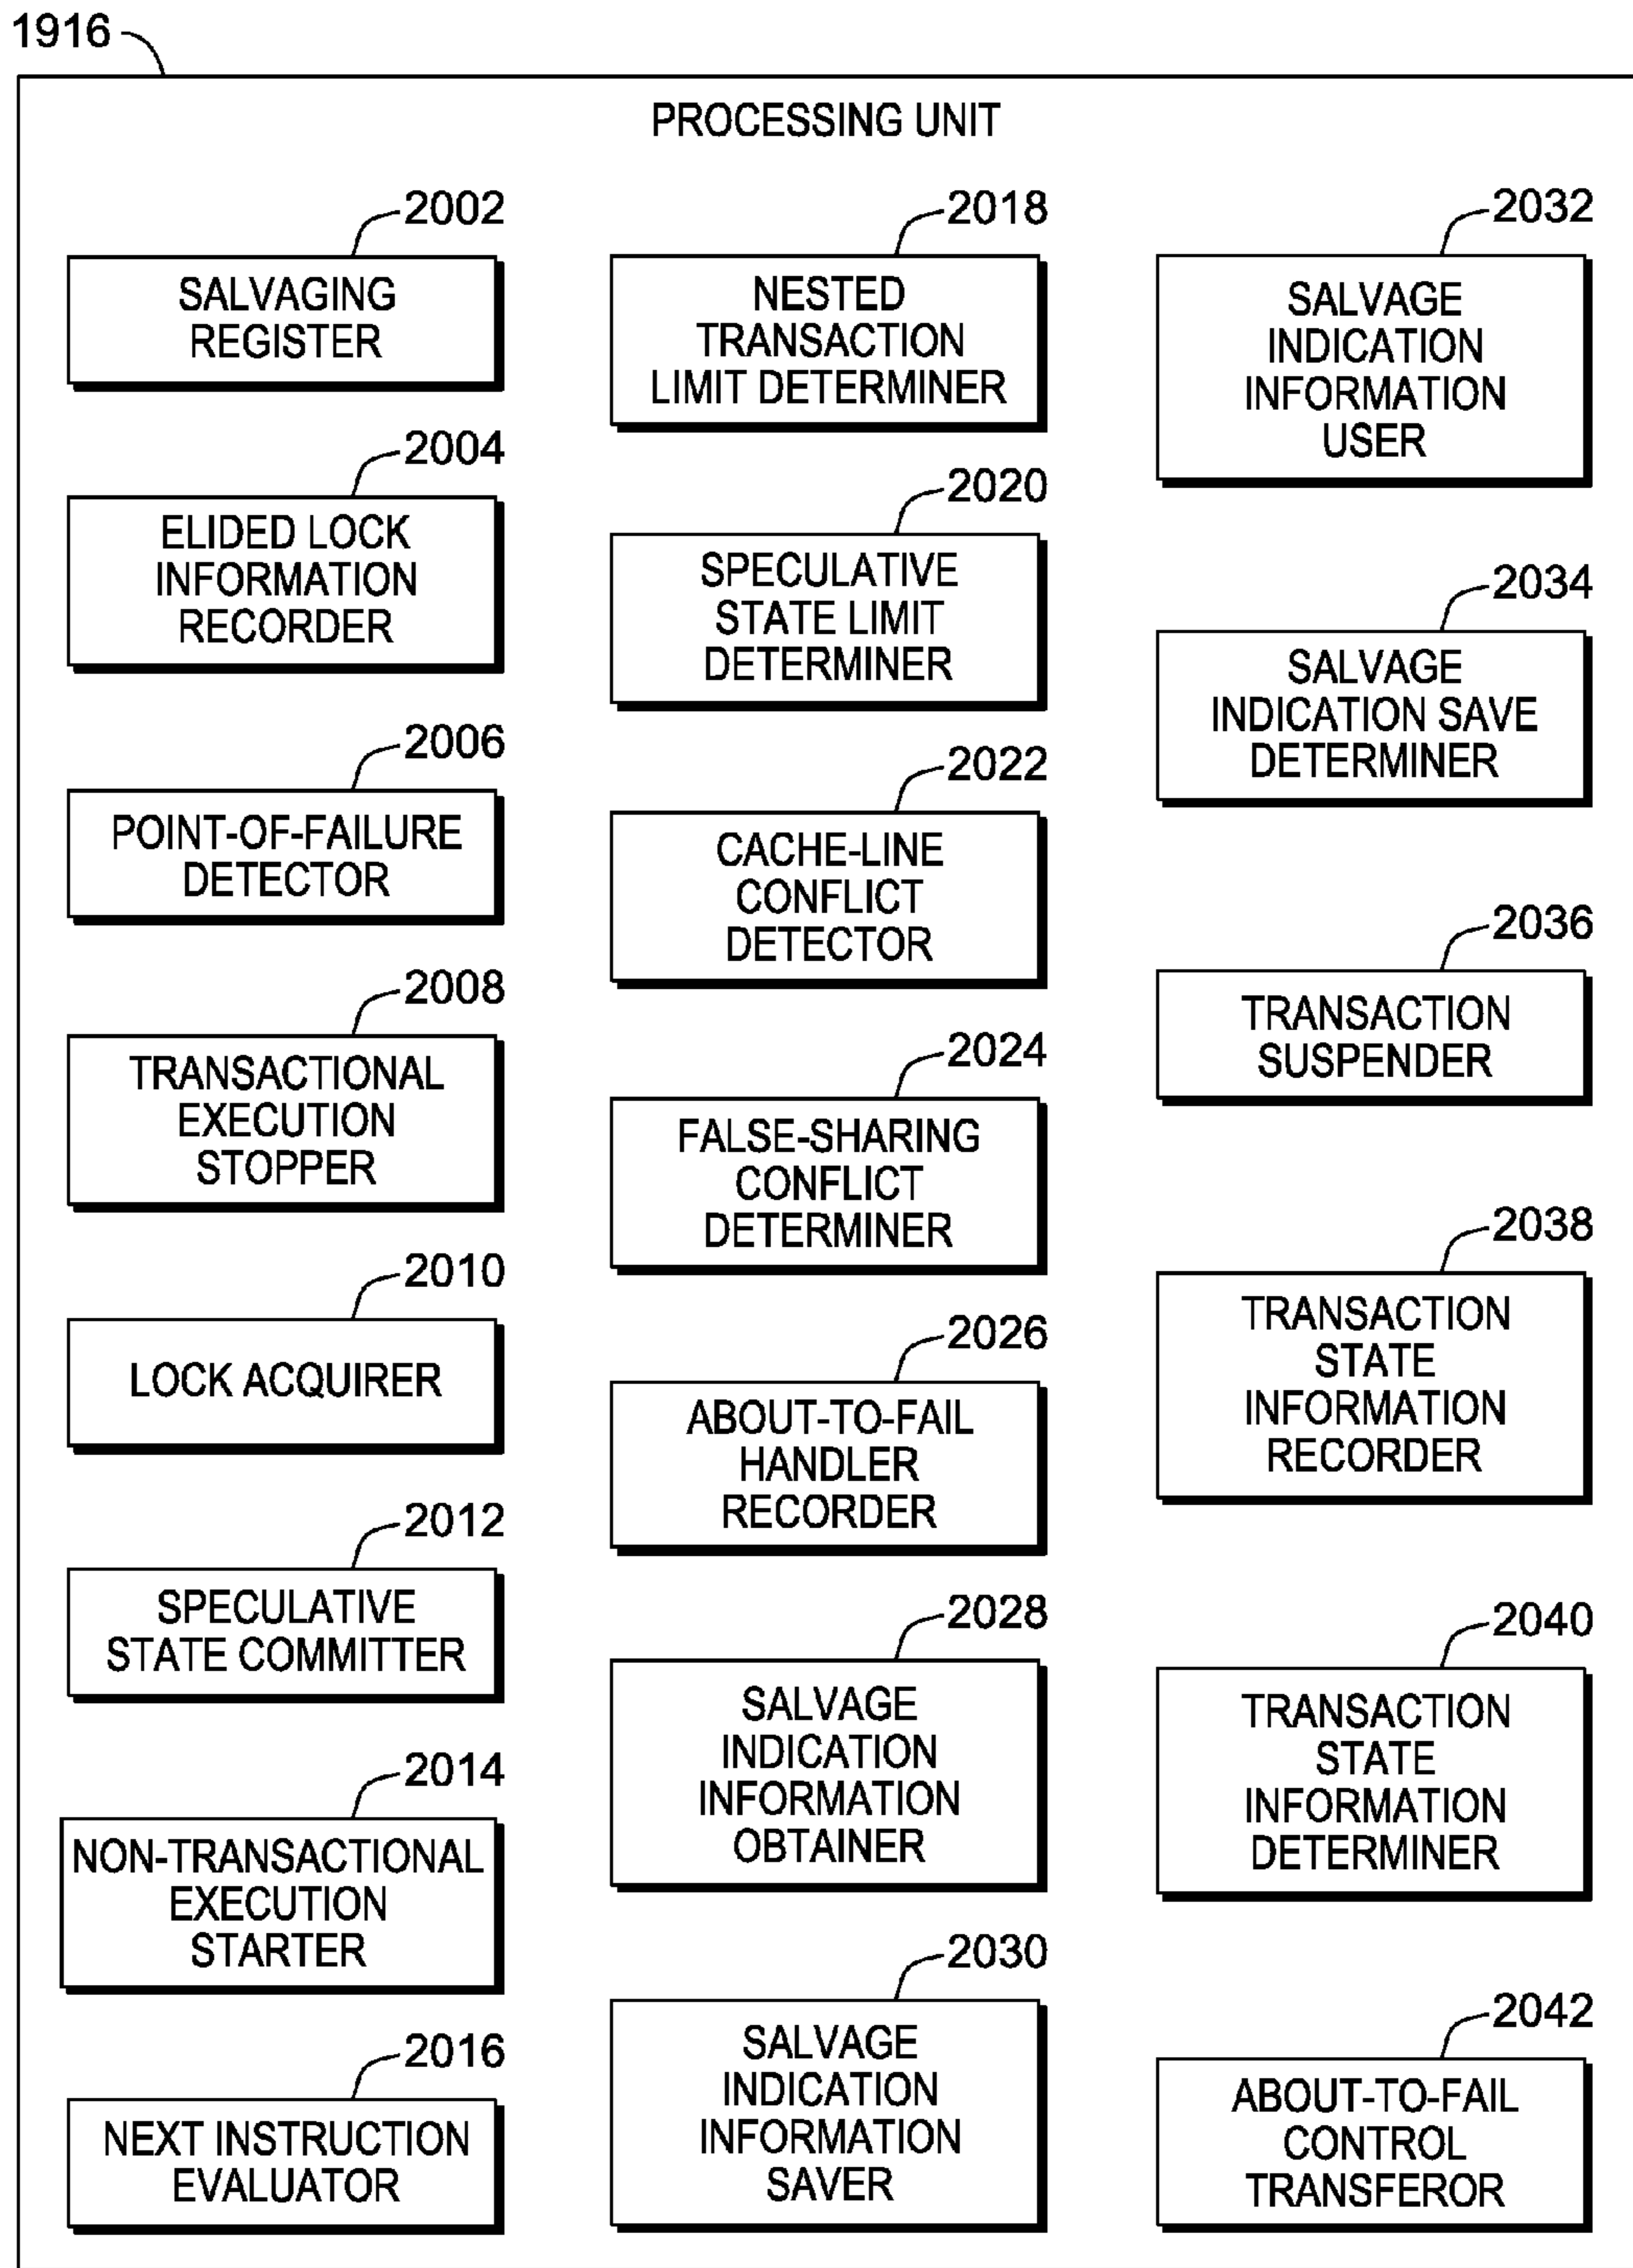 1916
PROCESSING UNIT
2002
SALVAGING
REGISTER
2004
ELIDED LOCK
INFORMATION
RECORDER
2006
POINT-OF-FAILURE
DETECTOR
2008
TRANSACTIONAL
EXECUTION
STOPPER
2010
LOCK ACQUIRER
2012
SPECULATIVE
STATE COMMITTER
2014
NON-TRANSACTIONAL
EXECUTION
STARTER
2016
NEXT INSTRUCTION
EVALUATOR
2018
NESTED
TRANSACTION
LIMIT DETERMINER
2020
SPECULATIVE
STATE LIMIT
DETERMINER
2022
CACHE-LINE
CONFLICT
DETECTOR
2024
FALSE-SHARING
CONFLICT
DETERMINER
2026
ABOUT-TO-FAIL
HANDLER
RECORDER
2028
SALVAGE
INDICATION
INFORMATION
OBTAINER
2030
SALVAGE
INDICATION
INFORMATION
SAVER
2032
SALVAGE
INDICATION
INFORMATION
USER
2034
SALVAGE
INDICATION SAVE
DETERMINER
2036
TRANSACTION
SUSPENDER
2038
TRANSACTION
STATE
INFORMATION
RECORDER
2040
TRANSACTION
STATE
INFORMATION
DETERMINER
2042
ABOUT-TO-FAIL
CONTROL
TRANSFEROR